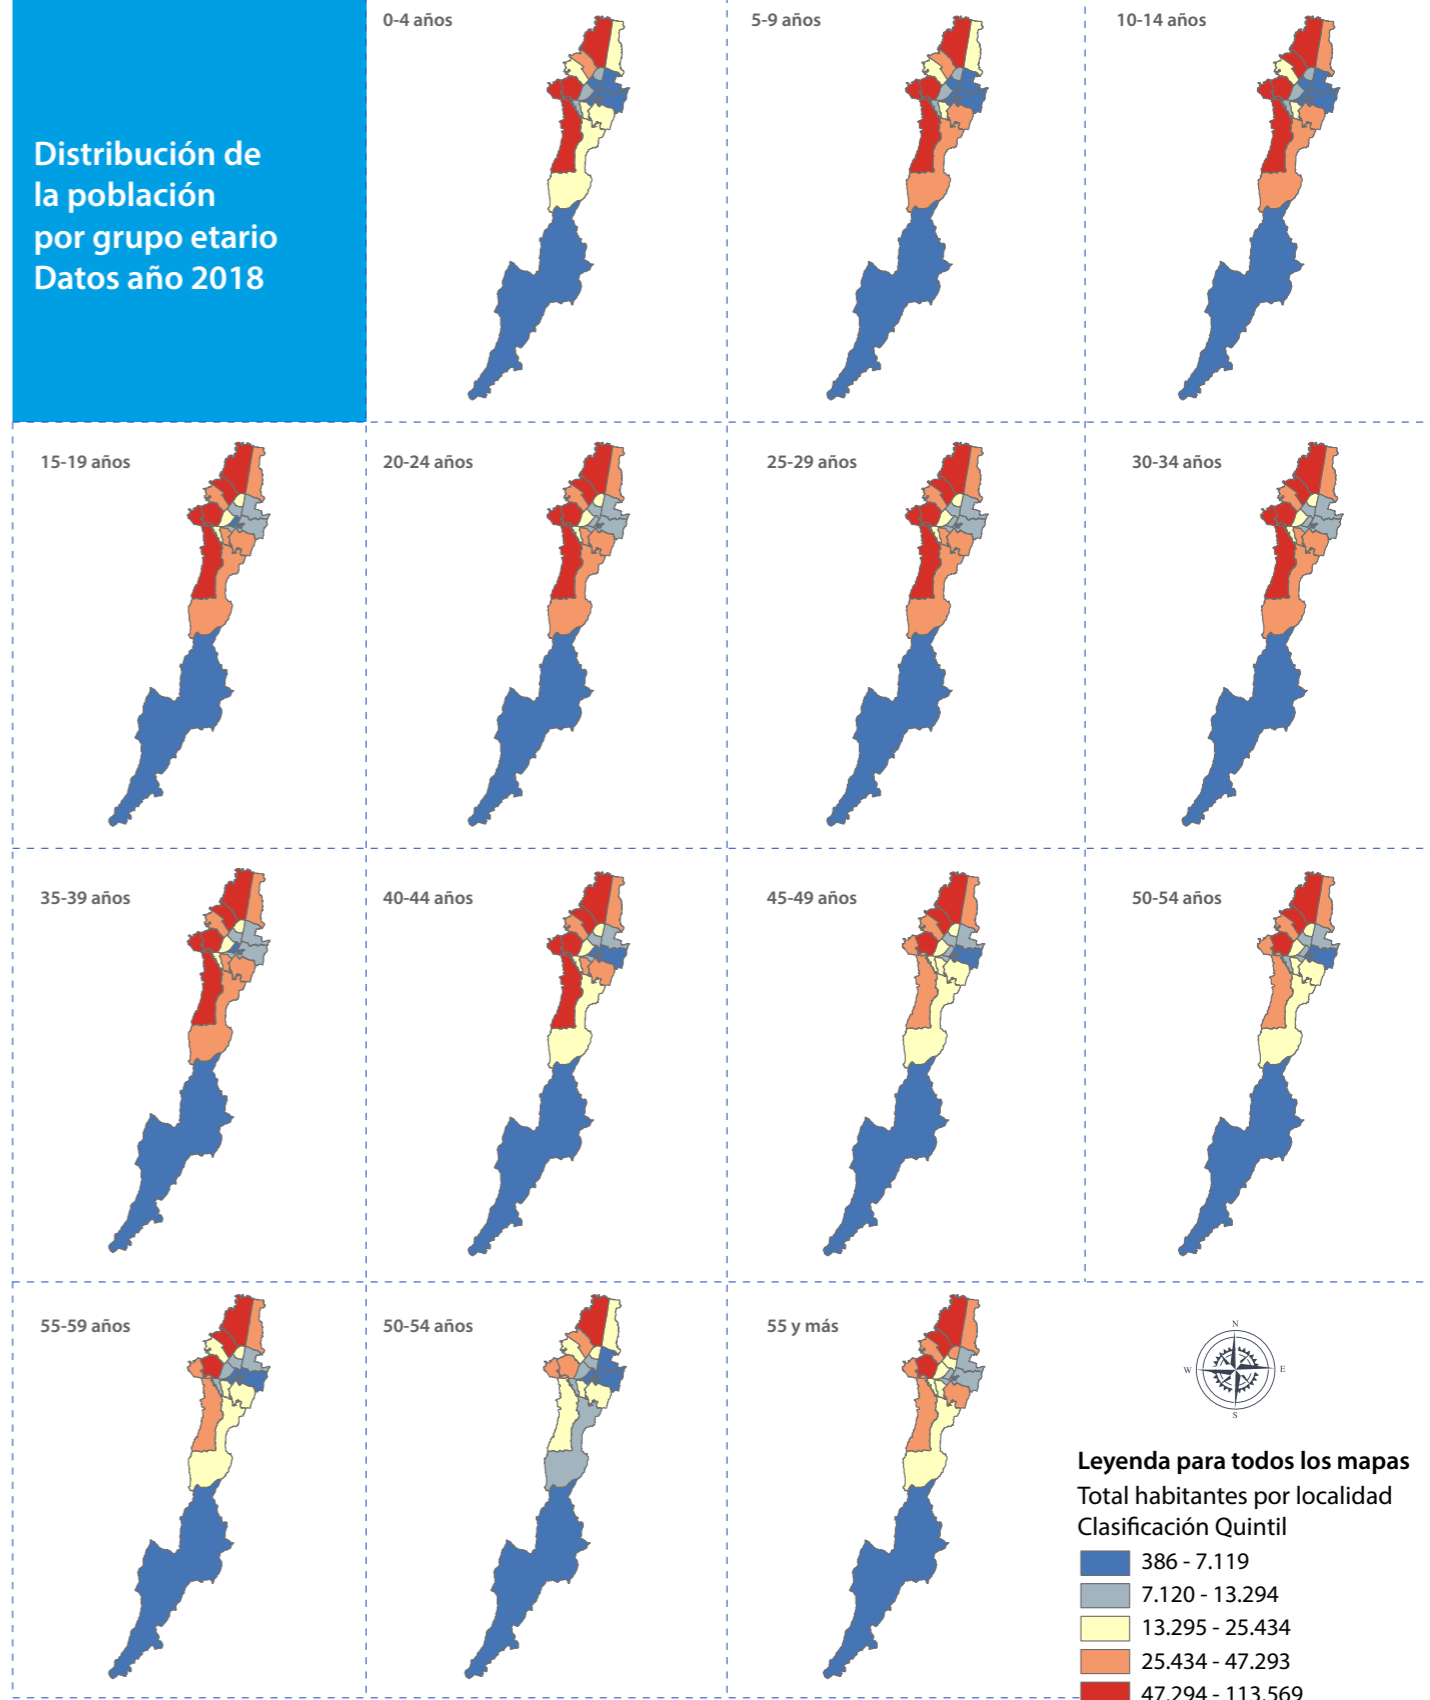 Distribución de
la población
por grupo etario
Datos año 2018
0-4 años
5-9 años
10-14 años
15-19 años
20-24 años
25-29 años
30-34 años
35-39 años
40-44 años
45-49 años
50-54 años
55-59 años
50-54 años
55 y más
N
W
E
S
Leyenda para todos los mapas
Total habitantes por localidad
Clasificación Quintil
386 - 7.119
7.120 - 13.294
13.295 - 25.434
25.434 - 47.293
47.294 - 113.569